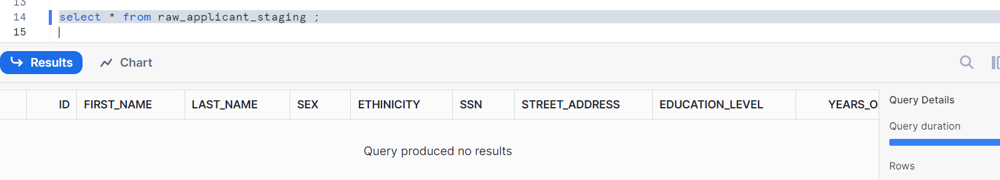 13
14 select * from raw_applicant_staging ;
15
Results Chart
ID FIRST_NAME LAST_NAME SEX ETHINICITY SSN STREET_ADDRESS EDUCATION_LEVEL YEARS_O
Query produced no results
Query Details
Query duration
Rows